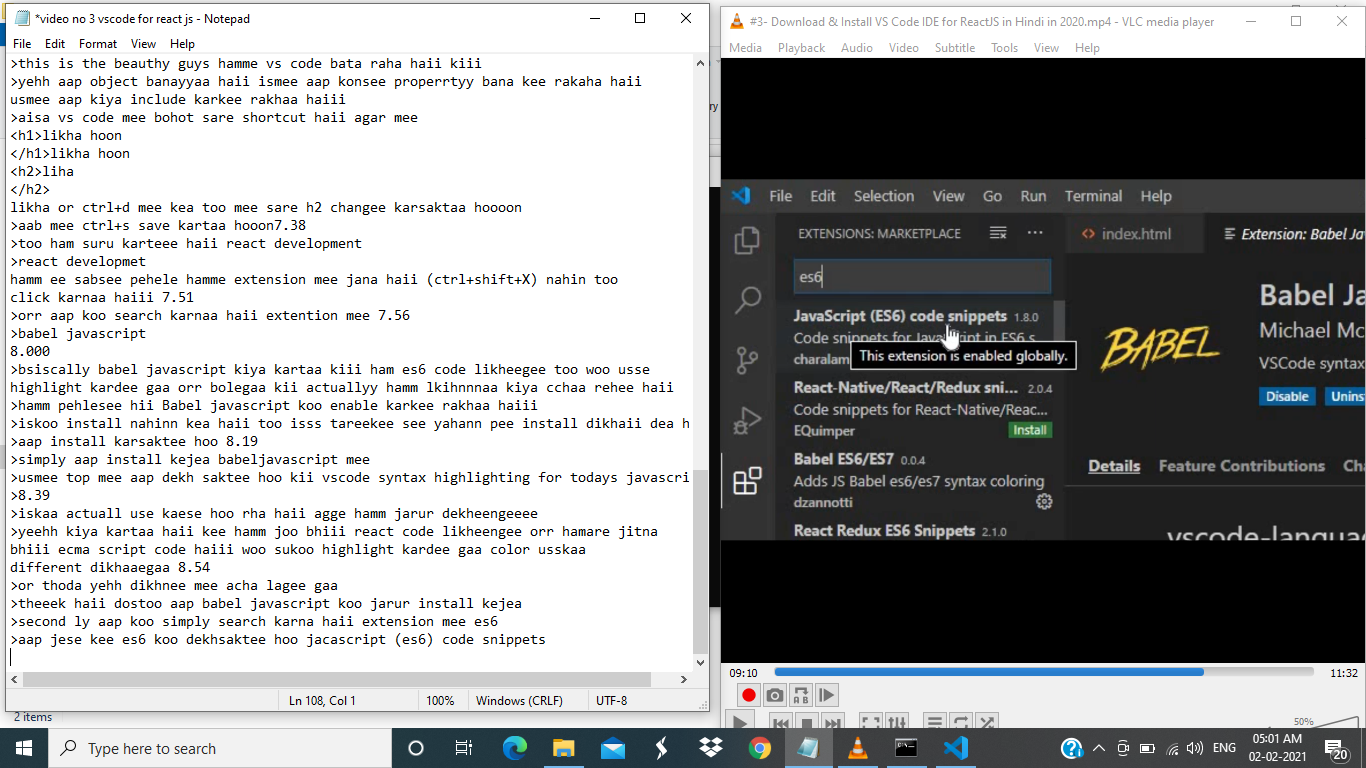 *video no 3 vscode for react js - Notepad
File Edit Format View Help
>this is the beauthy guys hamme vs code bata raha haii kiii
>yehh aap object banayyaa haii ismee aap konsee properrtyy bana kee rakaha haii
usmee aap kiya include karkee rakhaa haiii
>aisa vs code mee bohot sare shortcut haii agar mee
<h1>likha hoon
</h1>likha hoon
<h2>liha
</h2>
likha or ctrl+d mee kea too mee sare h2 changee karsaktaa hoooon
>aab mee ctrl+s save kartaa hooon7.38
>too ham suru karteee haii react development
>react developmet
hamm ee sabsee pehele hamme extension mee jana haii (ctrl+shift+X) nahin too
click karnaa haiii 7.51
>orr aap koo search karnaa haii extention mee 7.56
>babel javascript
8.000
>bsiscally babel javascript kiya kartaa kiii ham es6 code likheegee too woo usse
highlight kardee gaa orr bolegaa kii actuallyy hamm lkihnnnaa kiya cchaa rehee haii
>hamm pehlesee hii Babel javascript koo enable karkee rakhaa haiii
>iskoo install nahinn kea haii too isss tareekee see yahann pee install dikhaii dea h
>aap install karsaktee hoo 8.19
>simply aap install kejea babeljavascript mee
>usmee top mee aap dekh saktee hoo kii vscode syntax highlighting for todays javascri
>8.39
>iskaa actuall use kaese hoo rha haii agge hamm jarur dekheengeeee
>yeehh kiya kartaa haii kee hamm joo bhiii react code likheengee orr hamare jitna
bhiii ecma script code haiii woo sukoo highlight kardee gaa color usskaa
different dikhaaegaa 8.54
>or thoda yehh dikhnee mee acha lagee gaa
>theeek haii dostoo aap babel javascript koo jarur install kejea
>second ly aap koo simply search karna haii extension mee es6
>aap jese kee es6 koo dekhsaktee hoo jacascript (es6) code snippets
Ln 108, Col 1 100% Windows (CRLF) UTF-8
2 items
ry
#3- Download & Install VS Code IDE for ReactJS in Hindi in 2020.mp4 - VLC media player
Media Playback Audio Video Subtitle Tools View Help
File Edit Selection View Go Run Terminal Help
EXTENSIONS: MARKETPLACE
index.html
Extension: Babel Ja
es6
JavaScript (ES6) code snippets 1.8.0
Code snippets for JavaScript in ES6 s
charalam
This extension is enabled globally.
React-Native/React/Redux sni... 2.0.4
Code snippets for React-Native/Reac...
EQuimper Install
Babel ES6/ES7 0.0.4
Adds JS Babel es6/es7 syntax coloring
dzannotti
React Redux ES6 Snippets 2.1.0
BABEL
Babel Ja
Michael Mc
VSCode syntax
Disable Unins
Details Feature Contributions Ch
vscode-langua
09:10 11:32
A B
50%
Type here to search
ENG
05:01 AM
02-02-2021
20